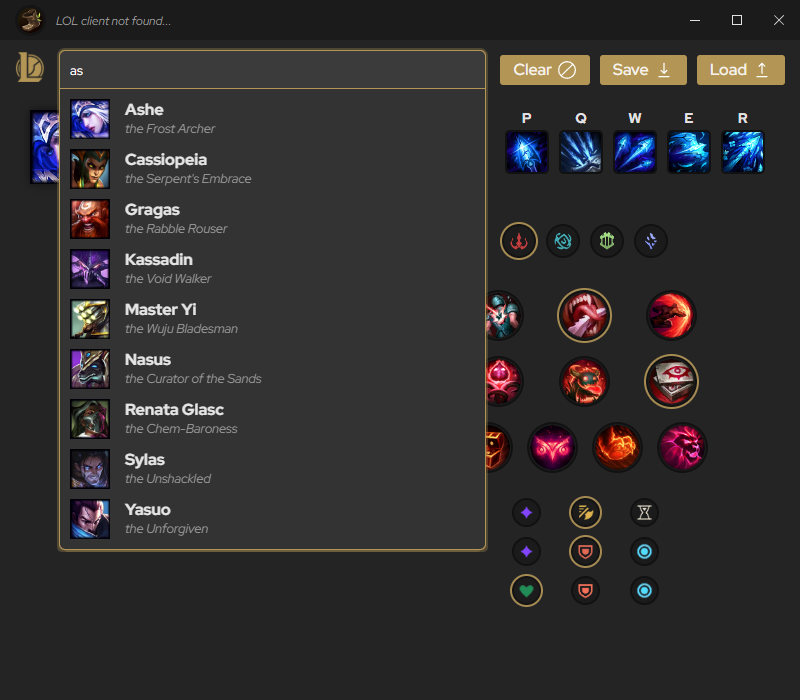 LOL client not found...
as
Clear
Save
Load
Ashe
the Frost Archer
Cassiopeia
the Serpent's Embrace
Gragas
the Rabble Rouser
Kassadin
the Void Walker
Master Yi
the Wuju Bladesman
Nasus
the Curator of the Sands
Renata Glasc
the Chem-Baroness
Sylas
the Unshackled
Yasuo
the Unforgiven
P Q W E R